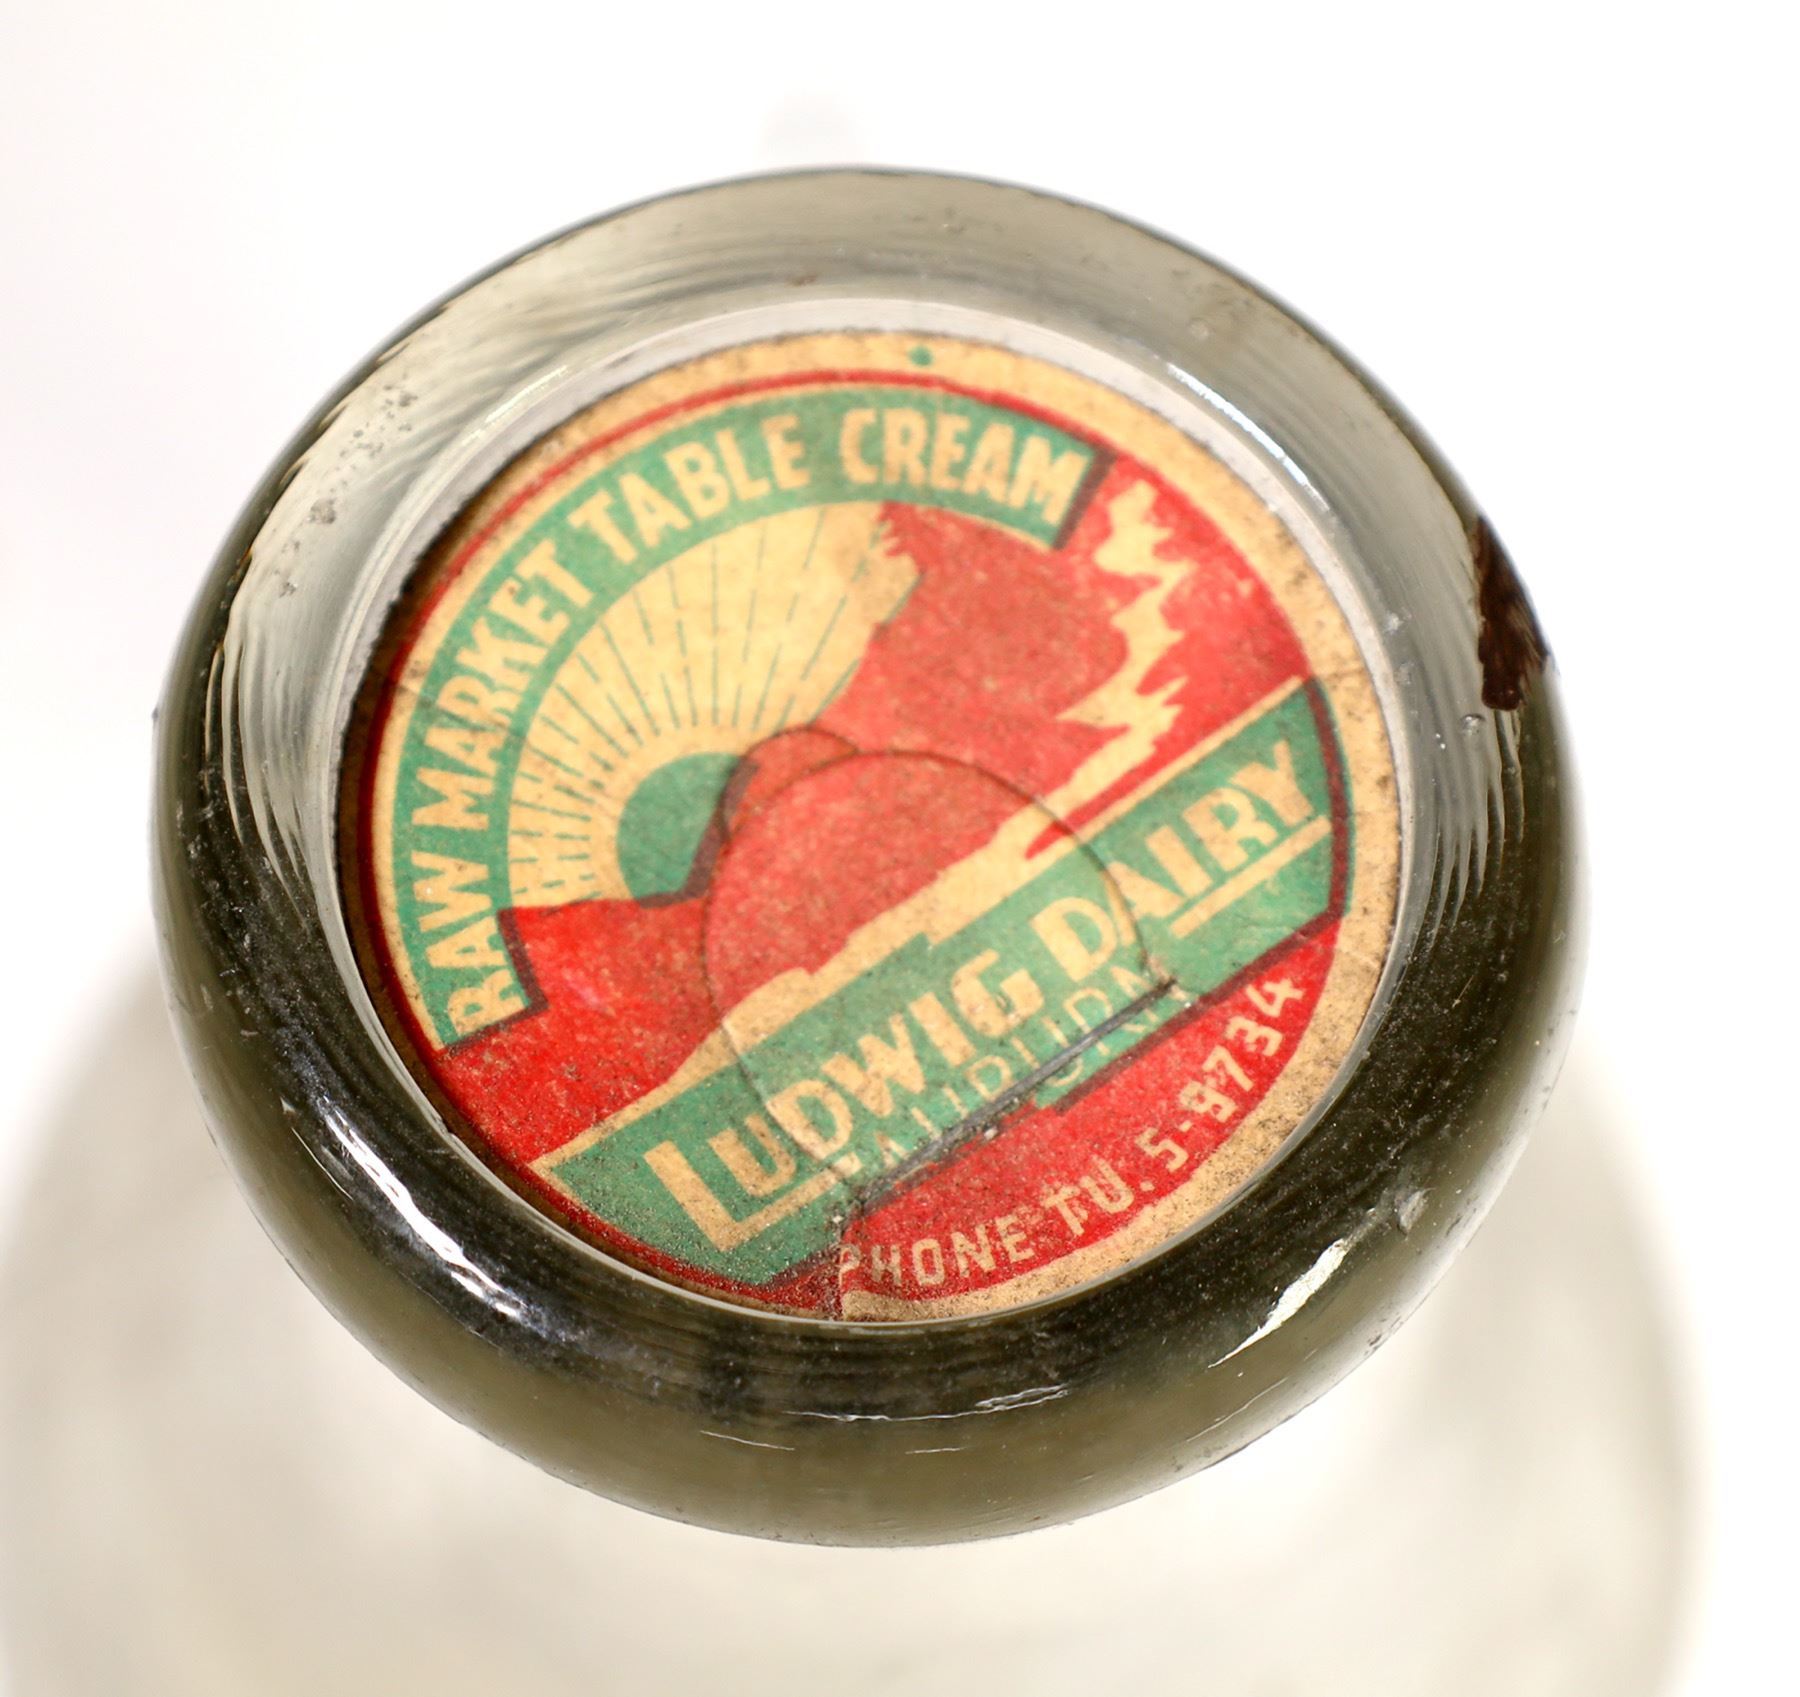 RAW MARKET TABLE CREAM
LUDWIG DAIRY
PHONE TU. 5-8734